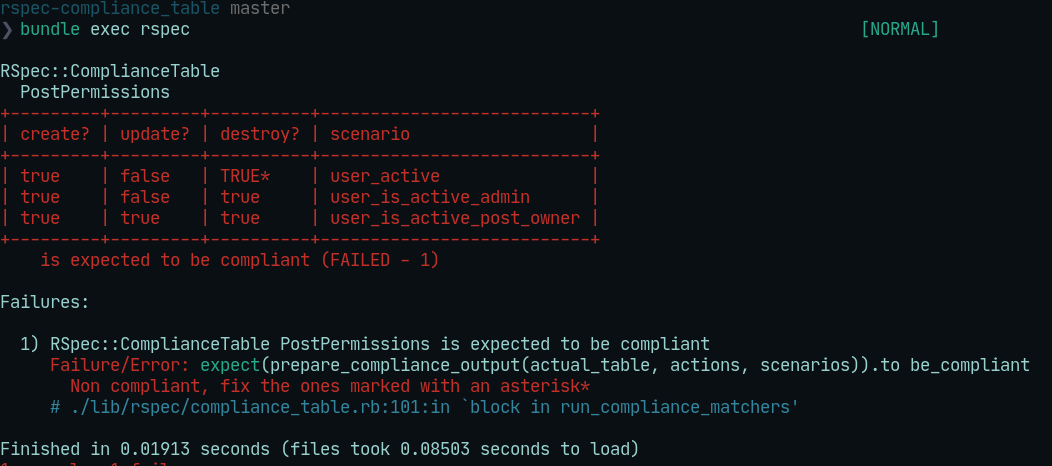 rspec-compliance_table master
❯ bundle exec rspec [NORMAL]
RSpec::ComplianceTable
PostPermissions
+---------+---------+----------+---------------------------+
| create? | update? | destroy? | scenario |
+---------+---------+----------+---------------------------+
| true | false | TRUE* | user_active |
| true | false | true | user_is_active_admin |
| true | true | true | user_is_active_post_owner |
+---------+---------+----------+---------------------------+
is expected to be compliant (FAILED - 1)
Failures:
1) RSpec::ComplianceTable PostPermissions is expected to be compliant
Failure/Error: expect(prepare_compliance_output(actual_table, actions, scenarios)).to be_compliant
Non compliant, fix the ones marked with an asterisk*
# ./lib/rspec/compliance_table.rb:101:in `block in run_compliance_matchers'
Finished in 0.01913 seconds (files took 0.08503 seconds to load)